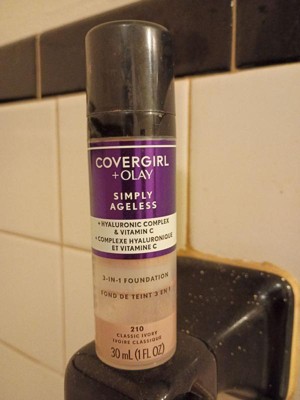 COVERGIRL
+OLAY
SIMPLY
AGELESS
+ HYALURONIC COMPLEX
& VITAMIN C
+ COMPLEXE HYALURONIQUE
ET VITAMINE C
3-IN-1 FOUNDATION
FOND DE TEINT 3 EN 1
210
CLASSIC IVORY
IVOIRE CLASSIQUE
30 mL (1 FL OZ)